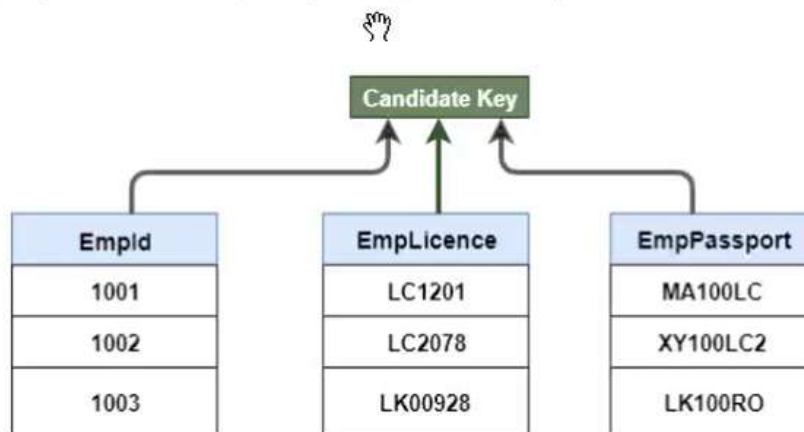 Candidate Key
EmpId EmpLicence EmpPassport
1001 LC1201 MA100LC
1002 LC2078 XY100LC2
1003 LK00928 LK100RO